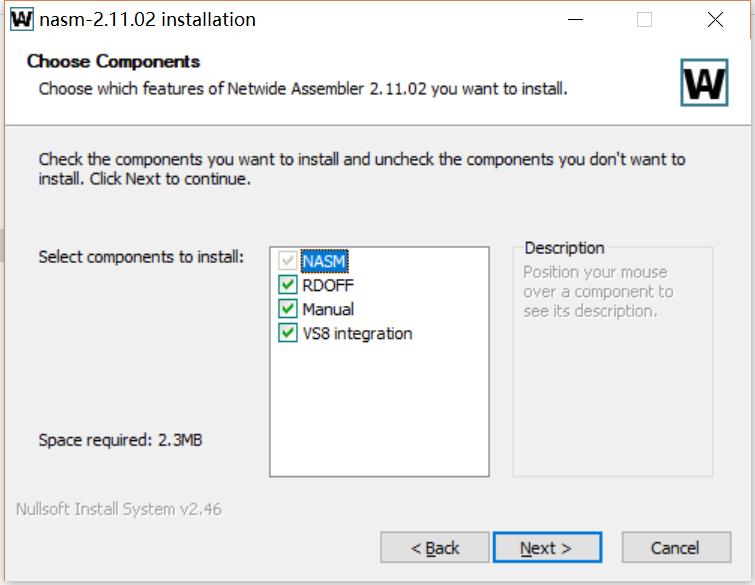 nasm-2.11.02 installation
Choose Components
Choose which features of Netwide Assembler 2.11.02 you want to install.
Check the components you want to install and uncheck the components you don't want to
install. Click Next to continue.
Select components to install:
NASM
RDOFF
Manual
VS8 integration
Description
Position your mouse
over a component to
see its description.
Space required: 2.3MB
Nullsoft Install System v2.46
< Back
Next >
Cancel